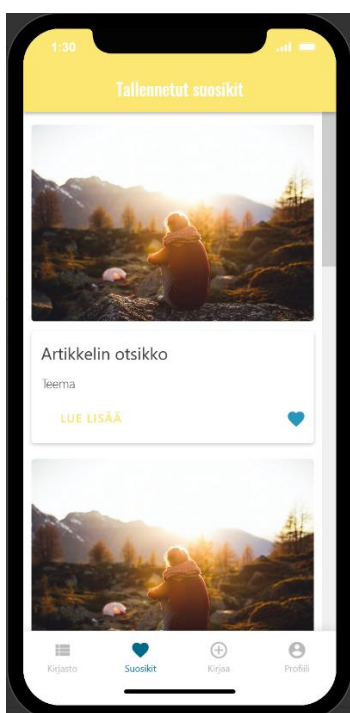 1:30
Tallennetut suosikit
Artikkelin otsikko
Teema
LUE LISÄÄ
Kirjasto Suosikit Kirjaa Profiili